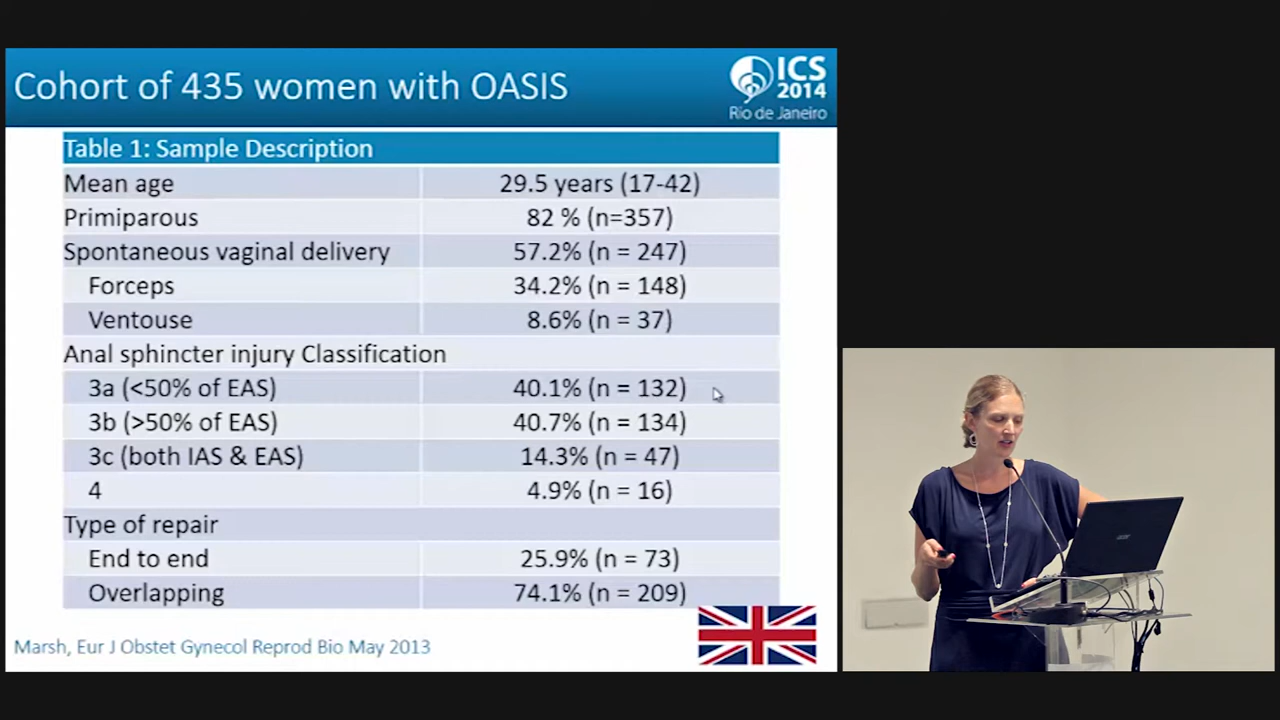 Cohort of 435 women with OASIS
ICS
2014
Rio de Janeiro
Table 1: Sample Description
Mean age 29.5 years (17-42)
Primiparous 82 % (n=357)
Spontaneous vaginal delivery 57.2% (n = 247)
Forceps 34.2% (n = 148)
Ventouse 8.6% (n = 37)
Anal sphincter injury Classification
3a (<50% of EAS) 40.1% (n = 132)
3b (>50% of EAS) 40.7% (n = 134)
3c (both IAS & EAS) 14.3% (n = 47)
4 4.9% (n = 16)
Type of repair
End to end 25.9% (n = 73)
Overlapping 74.1% (n = 209)
Marsh, Eur J Obstet Gynecol Reprod Bio May 2013
acer